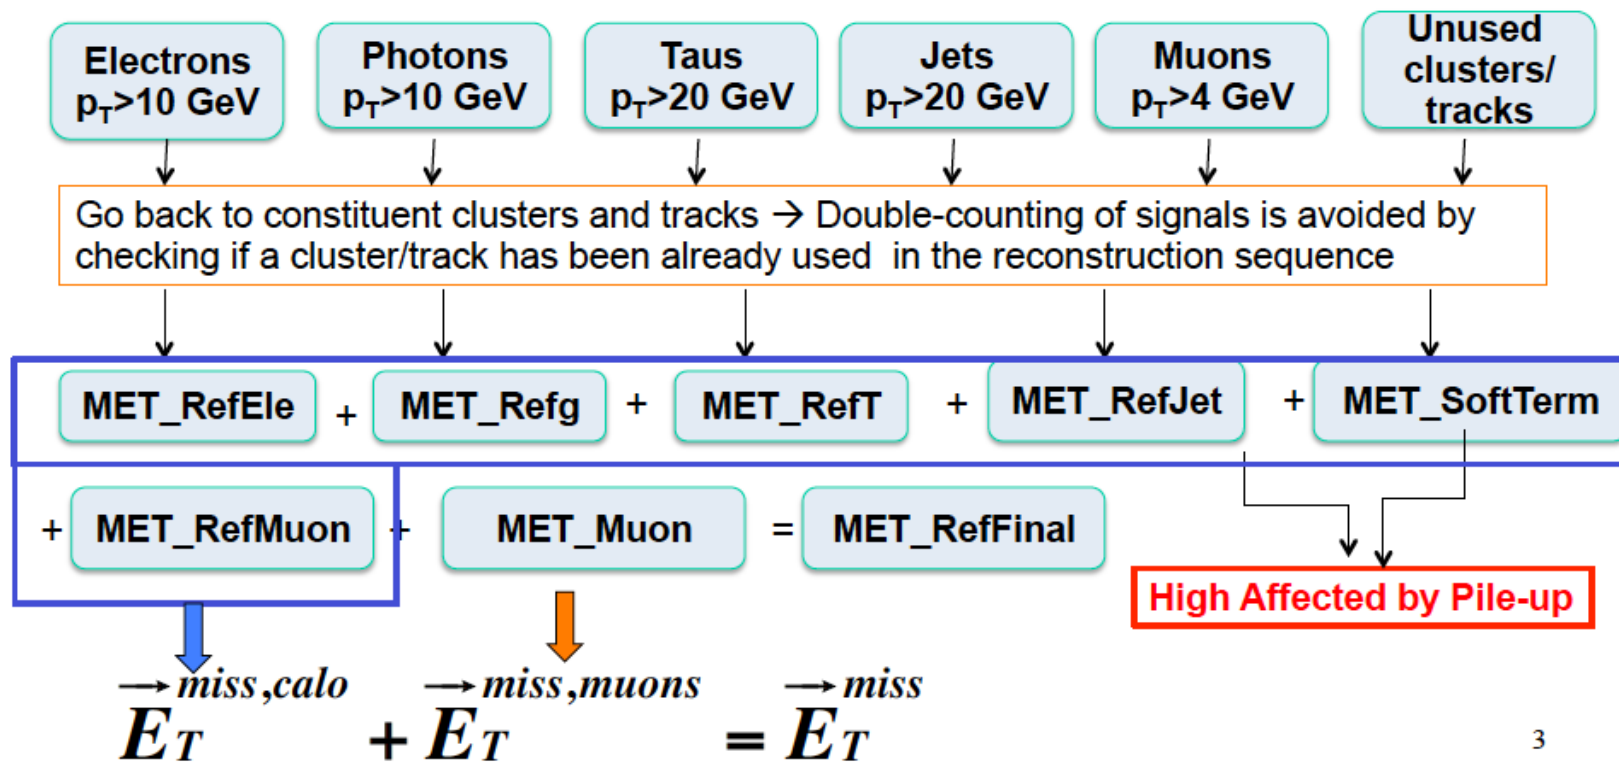 Electrons
pT>10 GeV
Photons
pT>10 GeV
Taus
pT>20 GeV
Jets
pT>20 GeV
Muons
pT>4 GeV
Unused
clusters/
tracks
Go back to constituent clusters and tracks → Double-counting of signals is avoided by
checking if a cluster/track has been already used in the reconstruction sequence
MET_RefEle + MET_Refg + MET_RefT + MET_RefJet + MET_SoftTerm
+ MET_RefMuon + MET_Muon = MET_RefFinal
High Affected by Pile-up
E⃗T miss,calo + E⃗T miss,muons = E⃗T miss
3